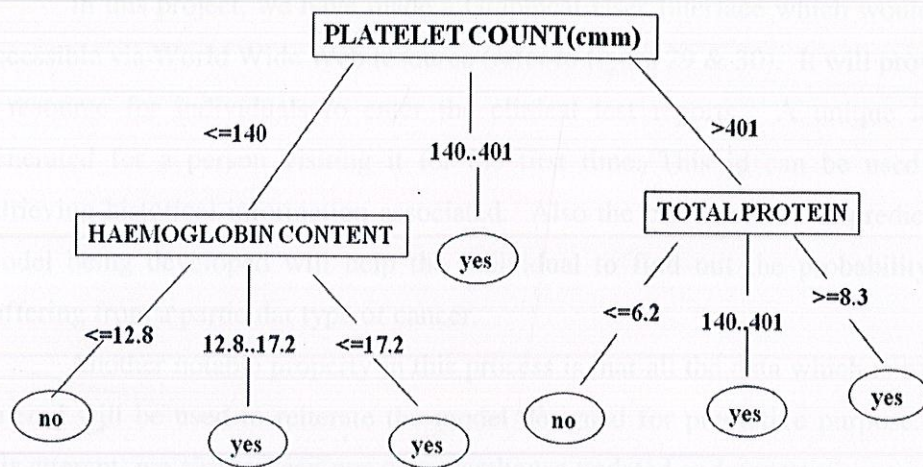 PLATELET COUNT(cmm)
<=140
140..401
>401
HAEMOGLOBIN CONTENT
yes
TOTAL PROTEIN
<=12.8
12.8..17.2
<=17.2
<=6.2
140..401
>=8.3
no
yes
yes
no
yes
yes